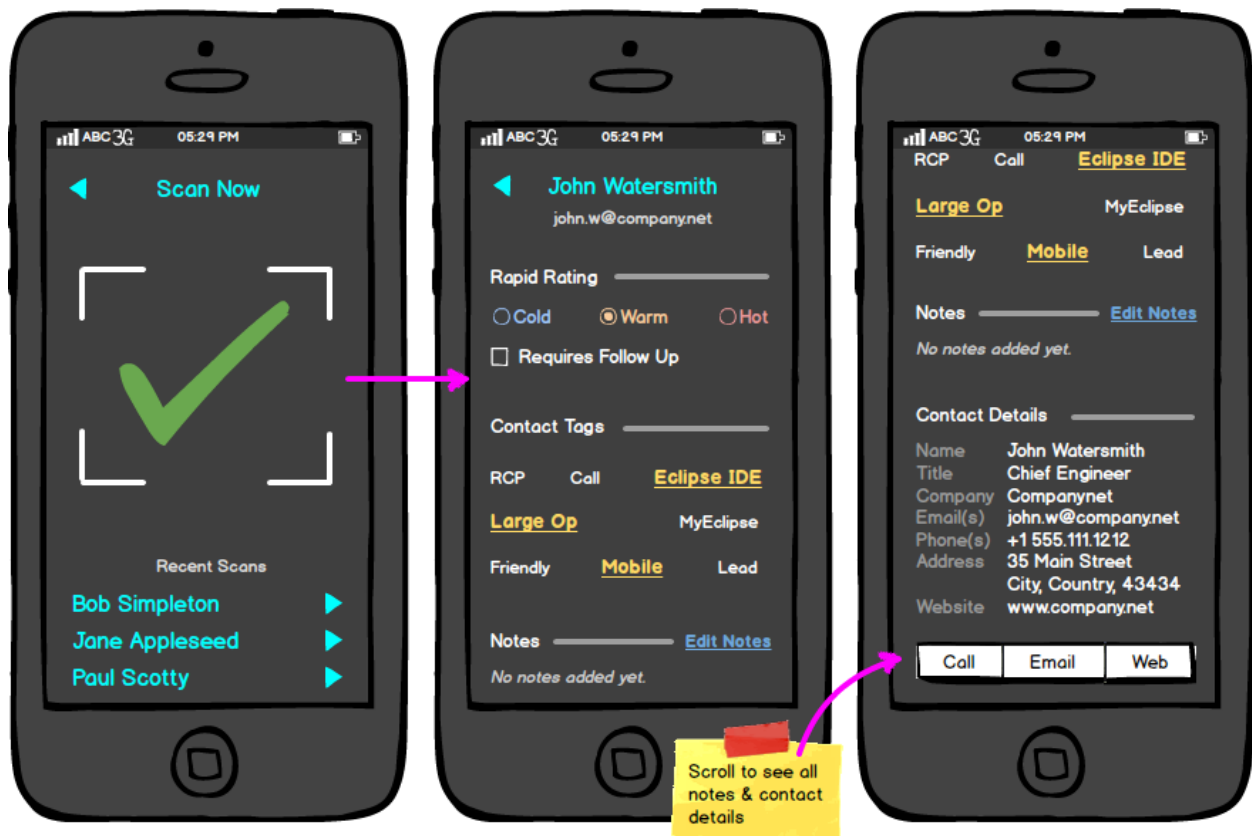 ABC 3G 05:29 PM
Scan Now
Recent Scans
Bob Simpleton
Jane Appleseed
Paul Scotty
ABC 3G 05:29 PM
John Watersmith
john.w@company.net
Rapid Rating
Cold Warm Hot
Requires Follow Up
Contact Tags
RCP Call Eclipse IDE
Large Op MyEclipse
Friendly Mobile Lead
Notes Edit Notes
No notes added yet.
Scroll to see all
notes & contact
details
ABC 3G 05:29 PM
RCP Call Eclipse IDE
Large Op MyEclipse
Friendly Mobile Lead
Notes Edit Notes
No notes added yet.
Contact Details
Name John Watersmith
Title Chief Engineer
Company Companynet
Email(s) john.w@company.net
Phone(s) +1 555.111.1212
Address 35 Main Street
City, Country, 43434
Website www.company.net
Call Email Web